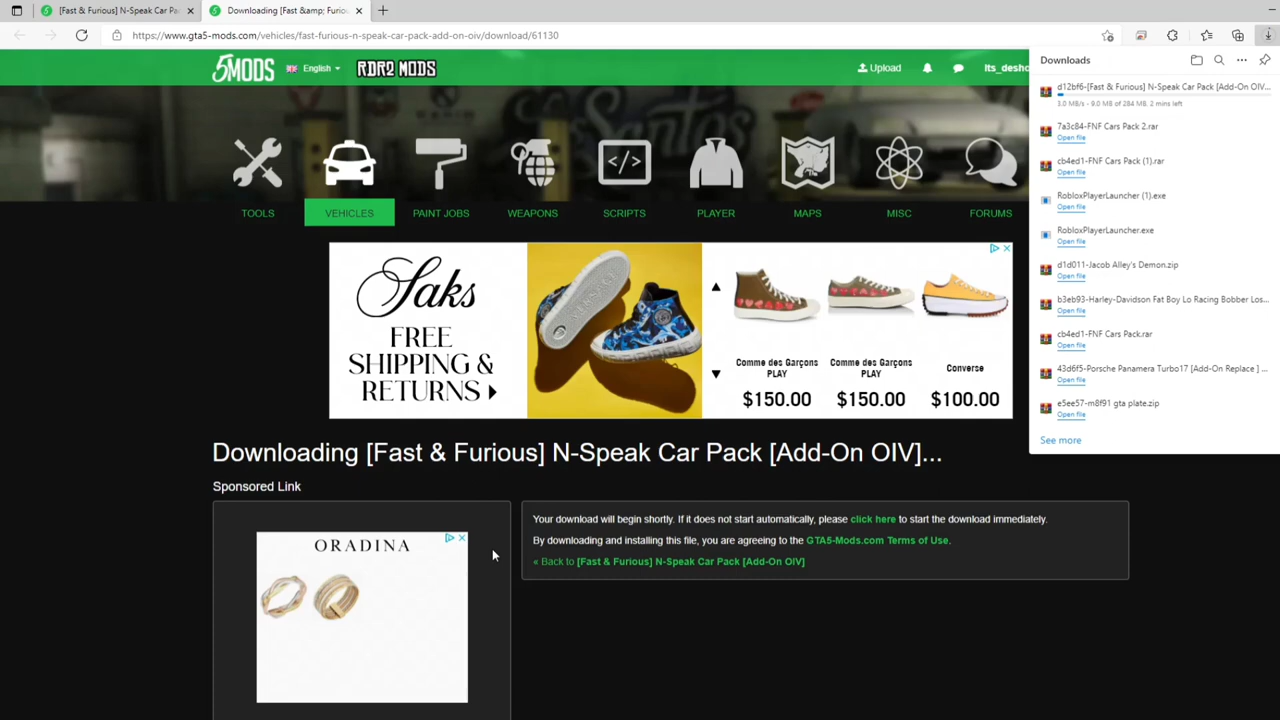 [Fast & Furious] N-Speak Car Pa
Downloading [Fast &amp; Furiou
https://www.gta5-mods.com/vehicles/fast-furious-n-speak-car-pack-add-on-oiv/download/61130
5MODS
English
RDR2 MODS
Upload
Its_desho
TOOLS
VEHICLES
PAINT JOBS
WEAPONS
SCRIPTS
PLAYER
MAPS
MISC
FORUMS
Saks
FREE
SHIPPING &
RETURNS
Comme des Garçons
PLAY
$150.00
Comme des Garçons
PLAY
$150.00
Converse
$100.00
Downloading [Fast & Furious] N-Speak Car Pack [Add-On OIV]...
Sponsored Link
ORADINA
Your download will begin shortly. If it does not start automatically, please click here to start the download immediately.
By downloading and installing this file, you are agreeing to the GTA5-Mods.com Terms of Use.
« Back to [Fast & Furious] N-Speak Car Pack [Add-On OIV]
Downloads
d12bf6-[Fast & Furious] N-Speak Car Pack [Add-On OIV...
3.0 MB/s - 9.0 MB of 284 MB, 2 mins left
7a3c84-FNF Cars Pack 2.rar
Open file
cb4ed1-FNF Cars Pack (1).rar
Open file
RobloxPlayerLauncher (1).exe
Open file
RobloxPlayerLauncher.exe
Open file
d1d011-Jacob Alley's Demon.zip
Open file
b3eb93-Harley-Davidson Fat Boy Lo Racing Bobber Los...
Open file
cb4ed1-FNF Cars Pack.rar
Open file
43d6f5-Porsche Panamera Turbo17 [Add-On Replace ] ...
Open file
e5ee57-m8f91 gta plate.zip
Open file
See more